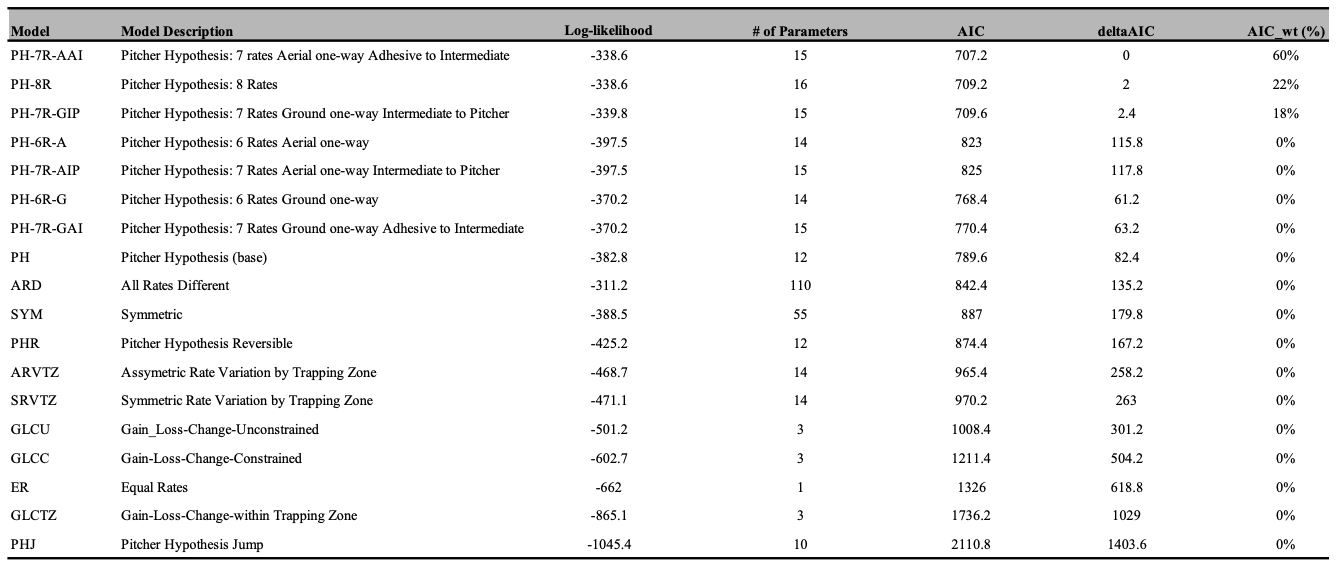 Model Model Description Log-likelihood # of Parameters AIC deltaAIC AIC_wt (%)
PH-7R-AAI Pitcher Hypothesis: 7 rates Aerial one-way Adhesive to Intermediate -338.6 15 707.2 0 60%
PH-8R Pitcher Hypothesis: 8 Rates -338.6 16 709.2 2 22%
PH-7R-GIP Pitcher Hypothesis: 7 Rates Ground one-way Intermediate to Pitcher -339.8 15 709.6 2.4 18%
PH-6R-A Pitcher Hypothesis: 6 Rates Aerial one-way -397.5 14 823 115.8 0%
PH-7R-AIP Pitcher Hypothesis: 7 Rates Aerial one-way Intermediate to Pitcher -397.5 15 825 117.8 0%
PH-6R-G Pitcher Hypothesis: 6 Rates Ground one-way -370.2 14 768.4 61.2 0%
PH-7R-GAI Pitcher Hypothesis: 7 Rates Ground one-way Adhesive to Intermediate -370.2 15 770.4 63.2 0%
PH Pitcher Hypothesis (base) -382.8 12 789.6 82.4 0%
ARD All Rates Different -311.2 110 842.4 135.2 0%
SYM Symmetric -388.5 55 887 179.8 0%
PHR Pitcher Hypothesis Reversible -425.2 12 874.4 167.2 0%
ARVTZ Assymetric Rate Variation by Trapping Zone -468.7 14 965.4 258.2 0%
SRVTZ Symmetric Rate Variation by Trapping Zone -471.1 14 970.2 263 0%
GLCU Gain_Loss-Change-Unconstrained -501.2 3 1008.4 301.2 0%
GLCC Gain-Loss-Change-Constrained -602.7 3 1211.4 504.2 0%
ER Equal Rates -662 1 1326 618.8 0%
GLCTZ Gain-Loss-Change-within Trapping Zone -865.1 3 1736.2 1029 0%
PHJ Pitcher Hypothesis Jump -1045.4 10 2110.8 1403.6 0%